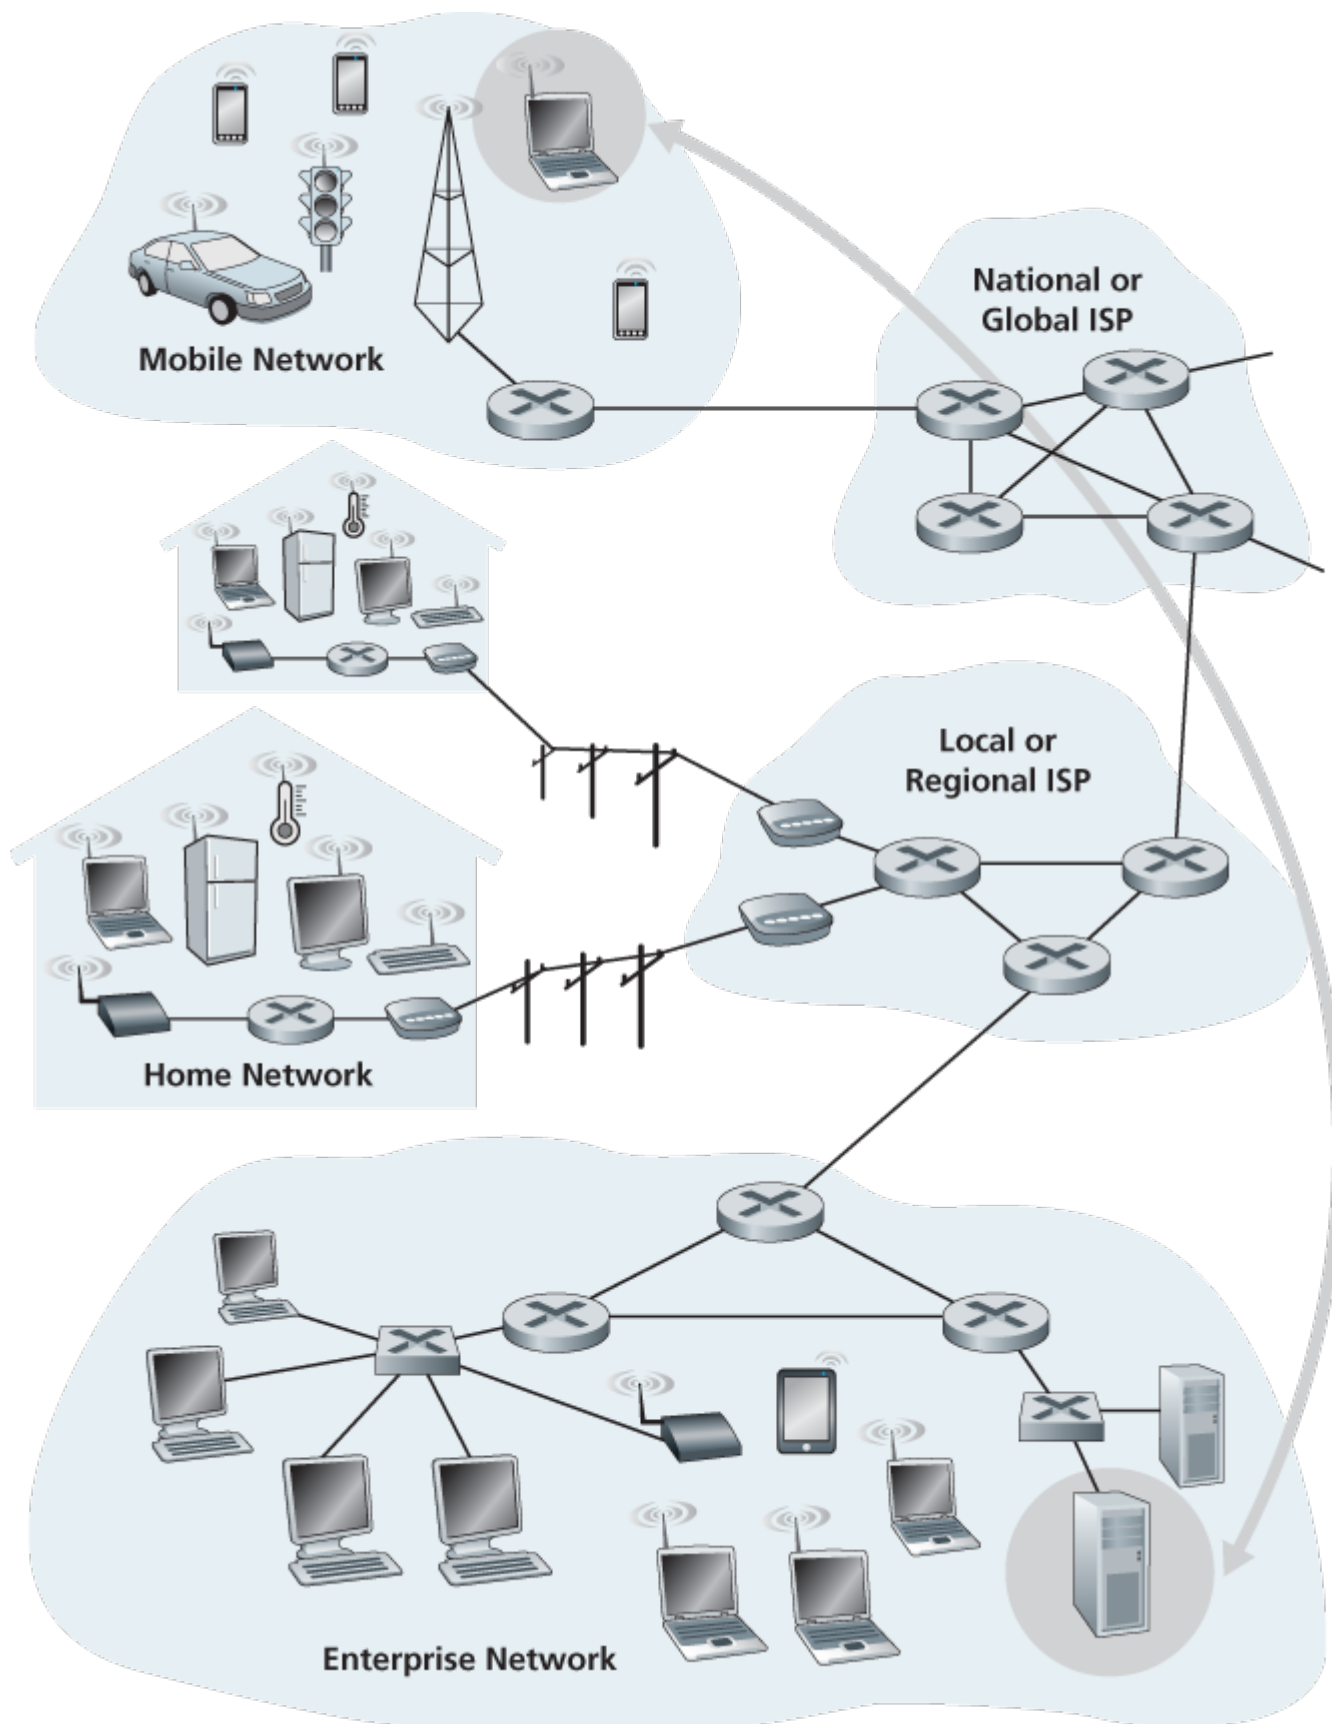 National or
Global ISP
Mobile Network
Local or
Regional ISP
Home Network
Enterprise Network